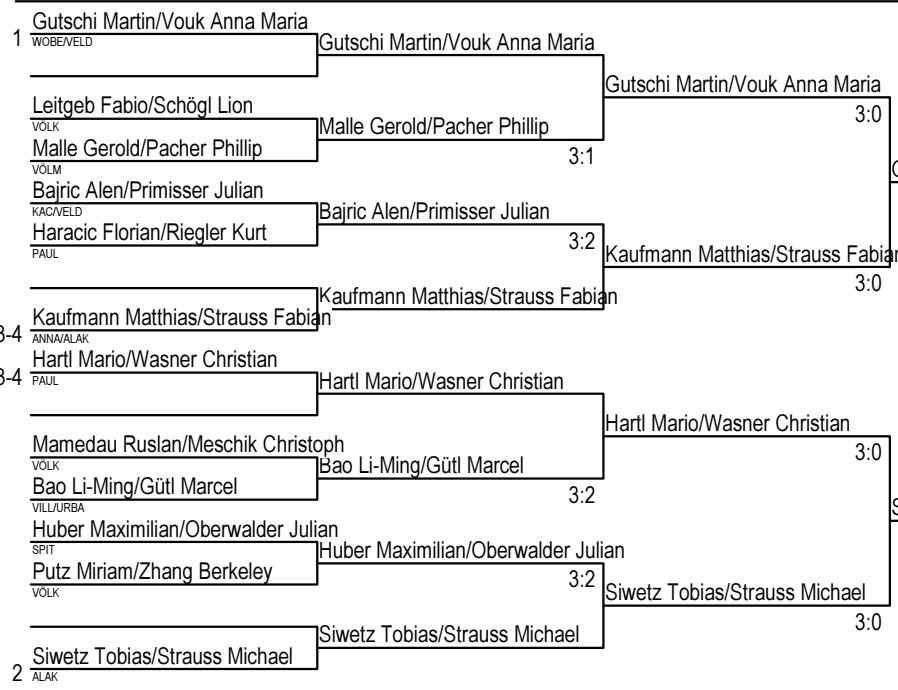 Gutschi Martin/Vouk Anna Maria
1 WOBE/VELD
Leitgeb Fabio/Schögl Lion
VÖLK
Malle Gerold/Pacher Phillip
VÖLM
Bajric Alen/Primisser Julian
KAC/VELD
Haracic Florian/Riegler Kurt
PAUL
Kaufmann Matthias/Strauss Fabian
3-4 ANNA/ALAK
Hartl Mario/Wasner Christian
3-4 PAUL
Mamedau Ruslan/Meschik Christoph
VÖLK
Bao Li-Ming/Gütl Marcel
VILL/URBA
Huber Maximilian/Oberwalder Julian
SPIT
Putz Miriam/Zhang Berkeley
VÖLK
Siwetz Tobias/Strauss Michael
2 ALAK
Gutschi Martin/Vouk Anna Maria
Malle Gerold/Pacher Phillip
3:1
Bajric Alen/Primisser Julian
3:2
Kaufmann Matthias/Strauss Fabian
Hartl Mario/Wasner Christian
Bao Li-Ming/Gütl Marcel
3:2
Huber Maximilian/Oberwalder Julian
3:2
Siwetz Tobias/Strauss Michael
Gutschi Martin/Vouk Anna Maria
3:0
Kaufmann Matthias/Strauss Fabian
3:0
Hartl Mario/Wasner Christian
3:0
Siwetz Tobias/Strauss Michael
3:0